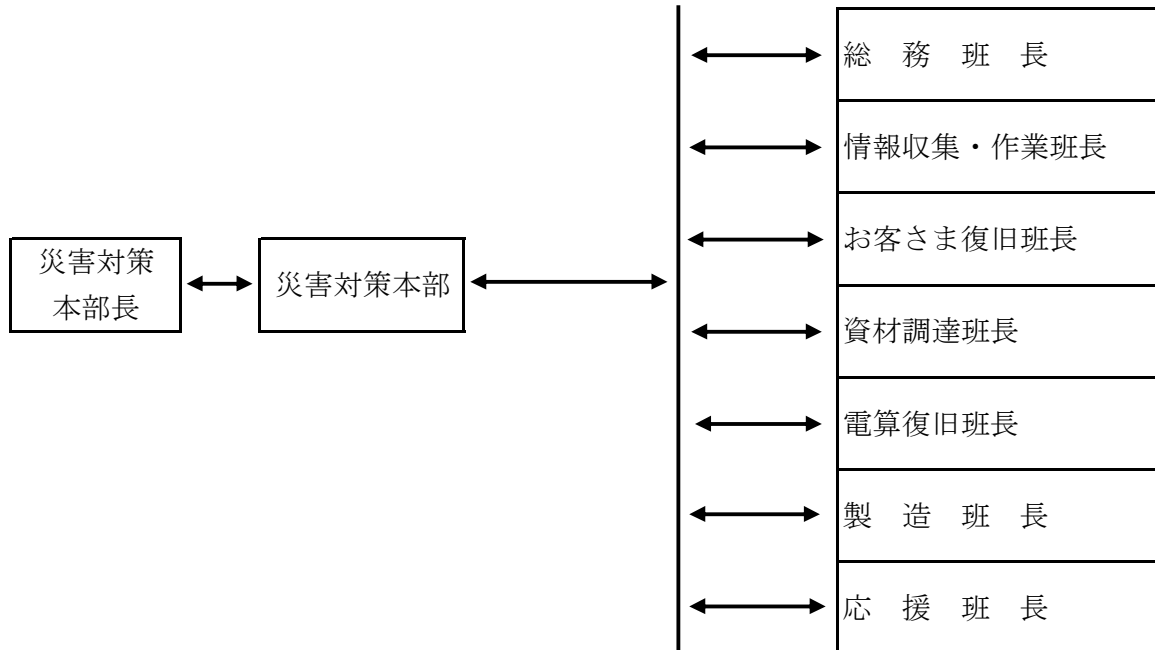 災害対策
本部長
災害対策本部
総　務　班　長
情報収集・作業班長
お客さま復旧班長
資材調達班長
電算復旧班長
製　造　班　長
応　援　班　長